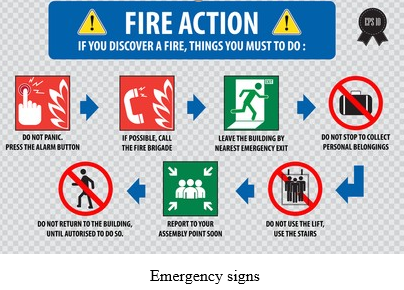 FIRE ACTION
IF YOU DISCOVER A FIRE, THINGS YOU MUST TO DO :
EPS 10
EXIT
DO NOT PANIC.
PRESS THE ALARM BUTTON
IF POSSIBLE, CALL
THE FIRE BRIGADE
LEAVE THE BUILDING BY
NEAREST EMERGENCY EXIT
DO NOT STOP TO COLLECT
PERSONAL BELONGINGS
DO NOT USE THE LIFT,
USE THE STAIRS
REPORT TO YOUR
ASSEMBLY POINT SOON
DO NOT RETURN TO THE BUILDING,
UNTIL AUTORISED TO DO SO.
Emergency signs